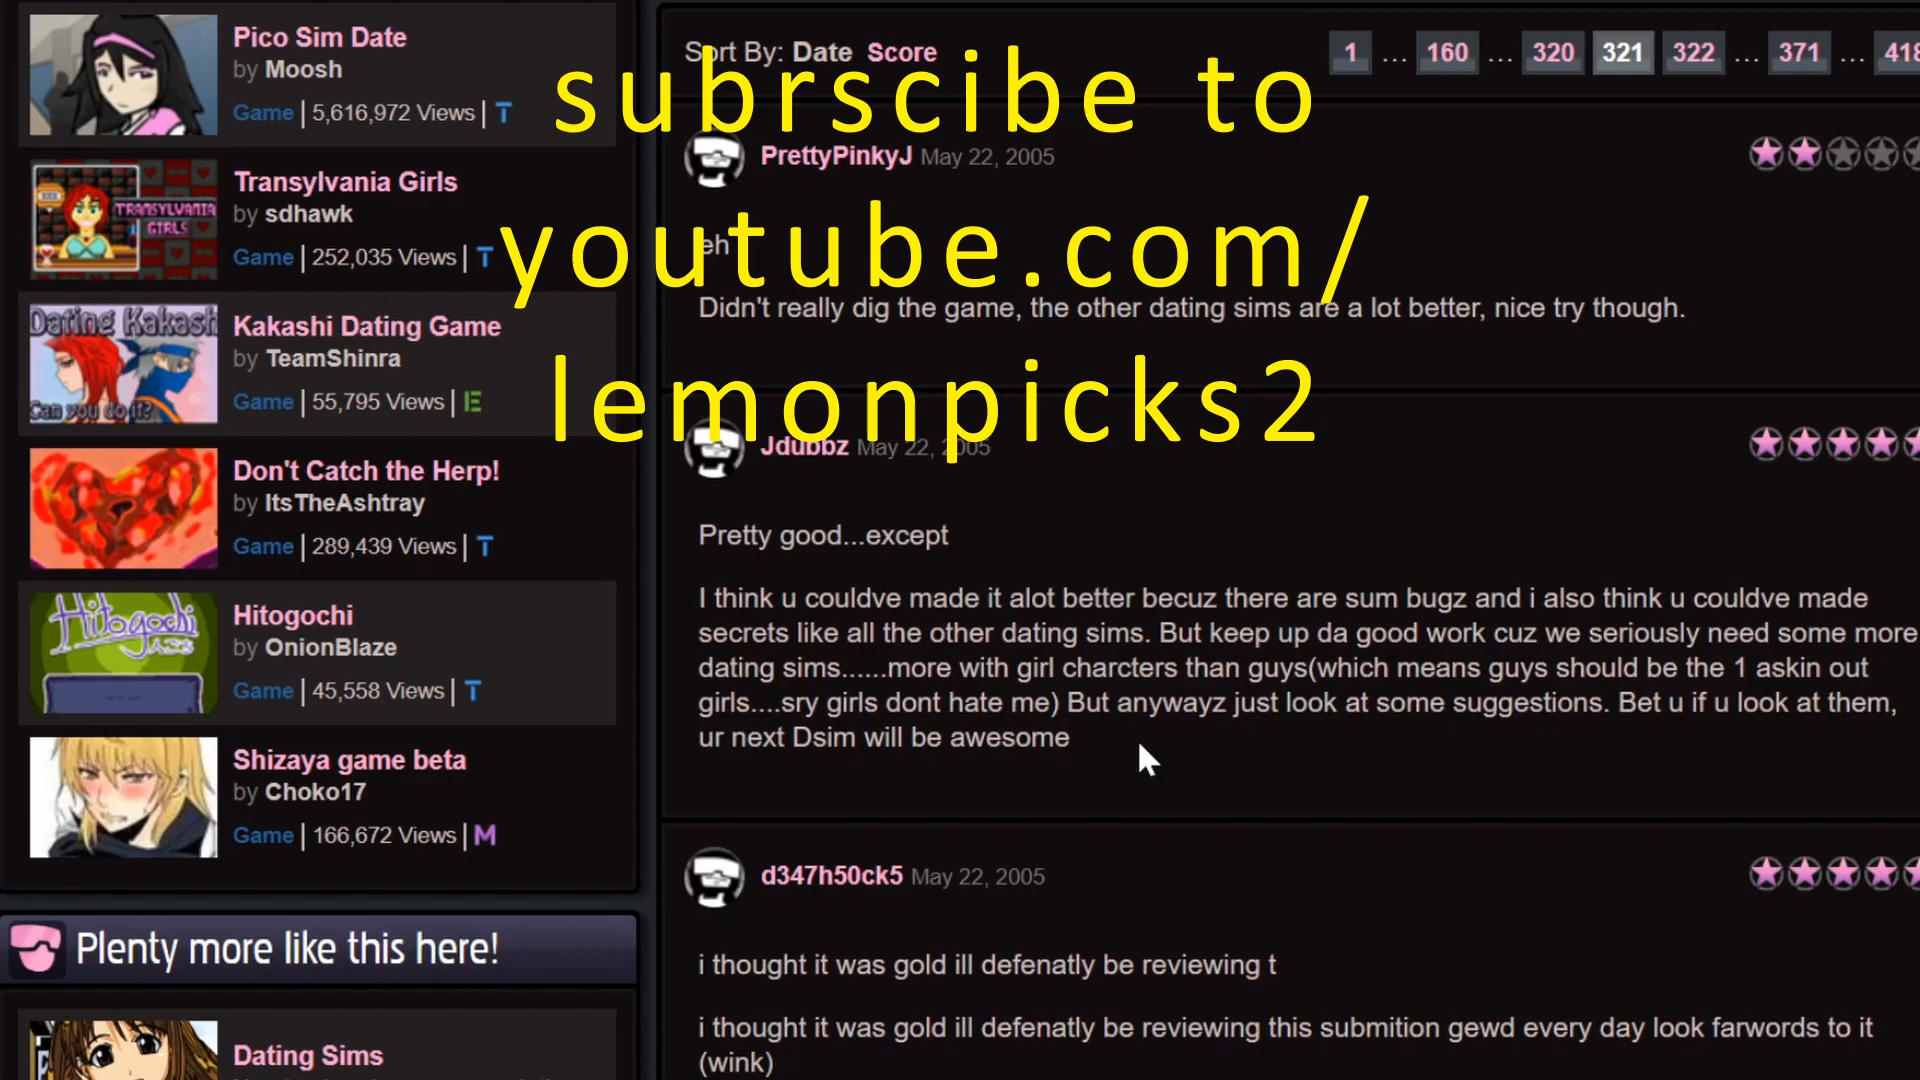 Pico Sim Date
by Moosh
Game | 5,616,972 Views | T
TRANSYLVANIA
GIRLS
Transylvania Girls
by sdhawk
Game | 252,035 Views | T
Dating Kakash
Can you do it?
Kakashi Dating Game
by TeamShinra
Game | 55,795 Views | E
Don't Catch the Herp!
by ItsTheAshtray
Game | 289,439 Views | T
Hitogochi
Hitogochi
by OnionBlaze
Game | 45,558 Views | T
Shizaya game beta
by Choko17
Game | 166,672 Views | M
Plenty more like this here!
Dating Sims
subrscibe to
youtube.com/
lemonpicks2
Sort By: Date Score
1 ... 160 ... 320 321 322 ... 371 ... 418
PrettyPinkyJ May 22, 2005
eh
Didn't really dig the game, the other dating sims are a lot better, nice try though.
Jdubbz May 22, 2005
Pretty good...except
I think u couldve made it alot better becuz there are sum bugz and i also think u couldve made
secrets like all the other dating sims. But keep up da good work cuz we seriously need some more
dating sims......more with girl charcters than guys(which means guys should be the 1 askin out
girls....sry girls dont hate me) But anywayz just look at some suggestions. Bet u if u look at them,
ur next Dsim will be awesome
d347h50ck5 May 22, 2005
i thought it was gold ill defenatly be reviewing t
i thought it was gold ill defenatly be reviewing this submition gewd every day look farwords to it
(wink)